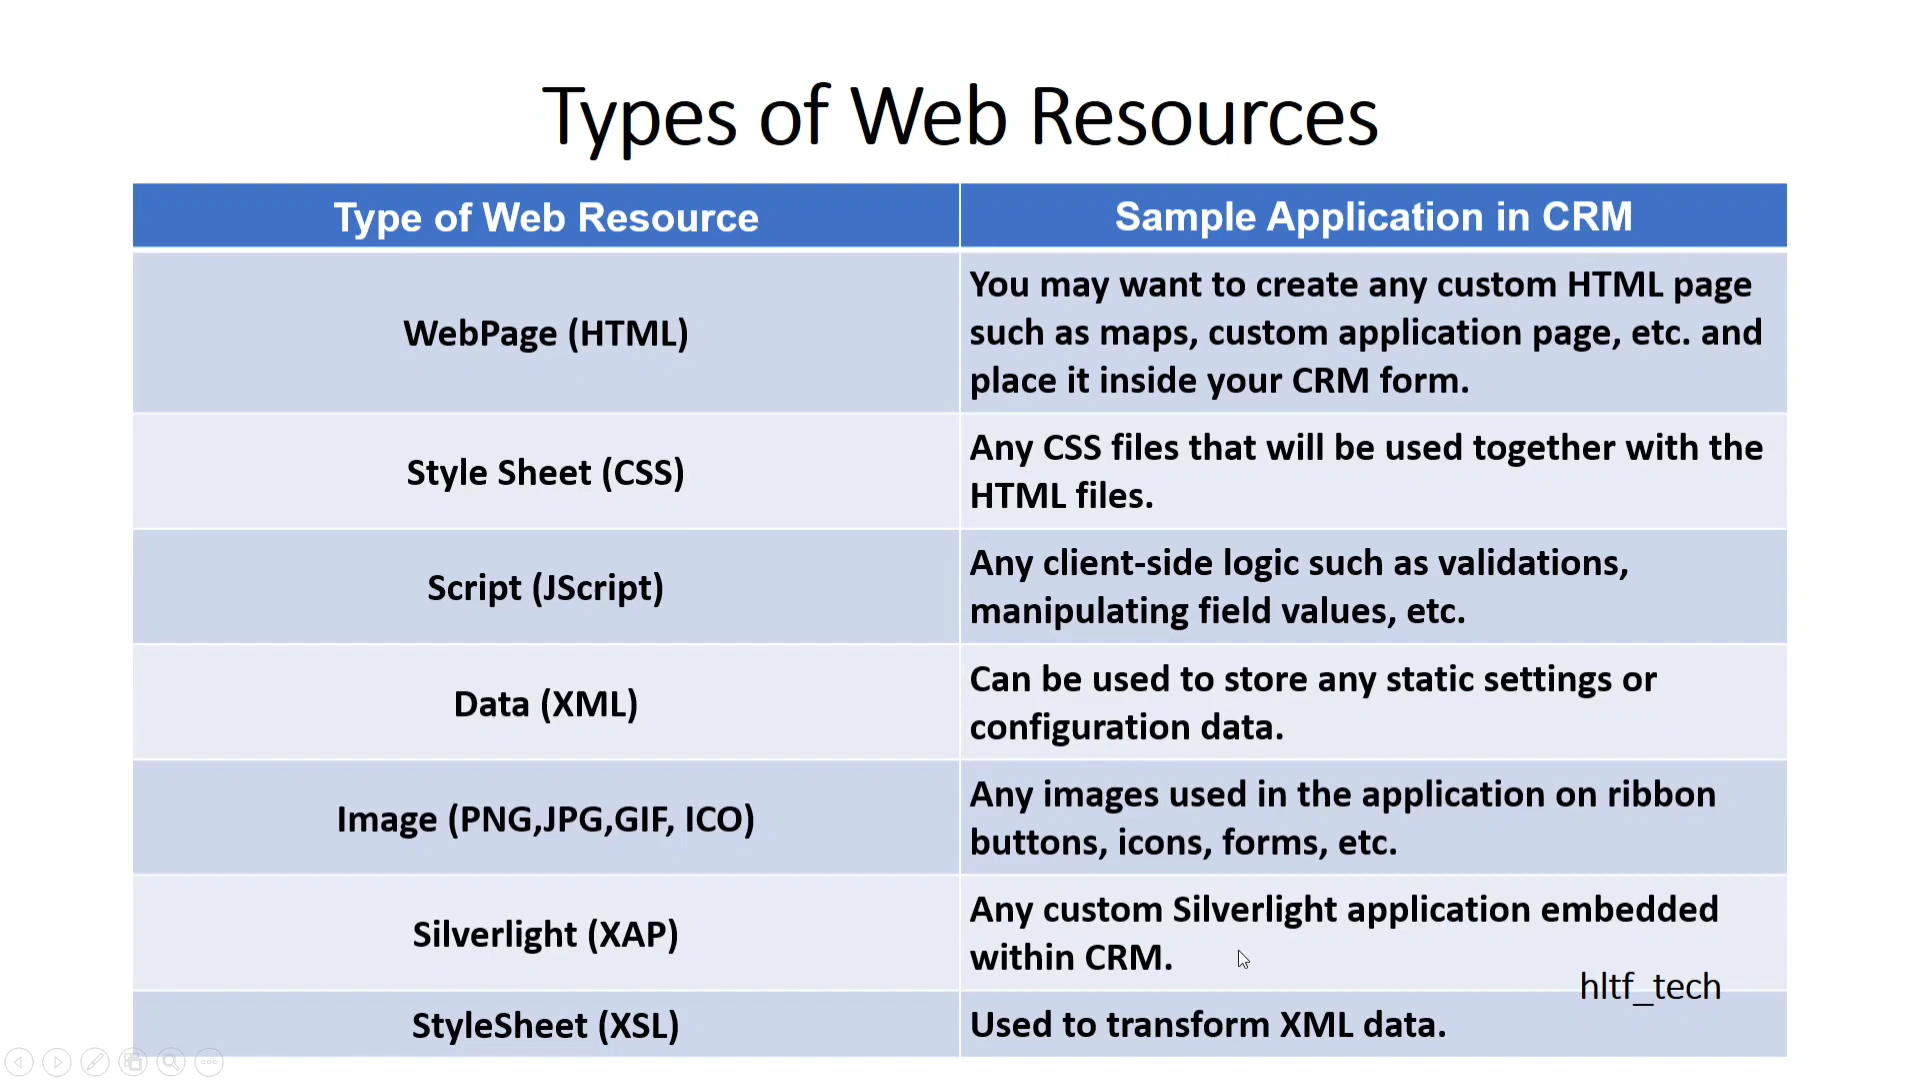 Types of Web Resources
Type of Web Resource
Sample Application in CRM
WebPage (HTML)
You may want to create any custom HTML page
such as maps, custom application page, etc. and
place it inside your CRM form.
Style Sheet (CSS)
Any CSS files that will be used together with the
HTML files.
Script (JScript)
Any client-side logic such as validations,
manipulating field values, etc.
Data (XML)
Can be used to store any static settings or
configuration data.
Image (PNG,JPG,GIF, ICO)
Any images used in the application on ribbon
buttons, icons, forms, etc.
Silverlight (XAP)
Any custom Silverlight application embedded
within CRM.
hltf_tech
StyleSheet (XSL)
Used to transform XML data.